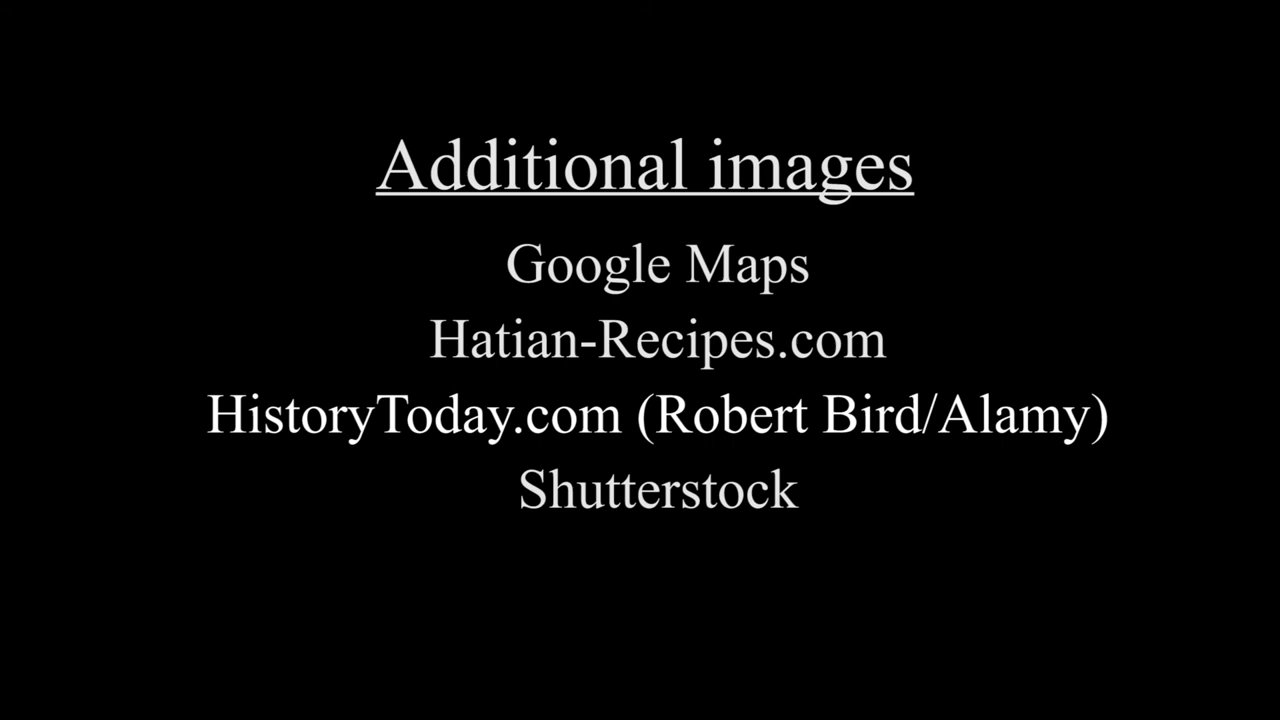 Additional images
Google Maps
Hatian-Recipes.com
HistoryToday.com (Robert Bird/Alamy)
Shutterstock